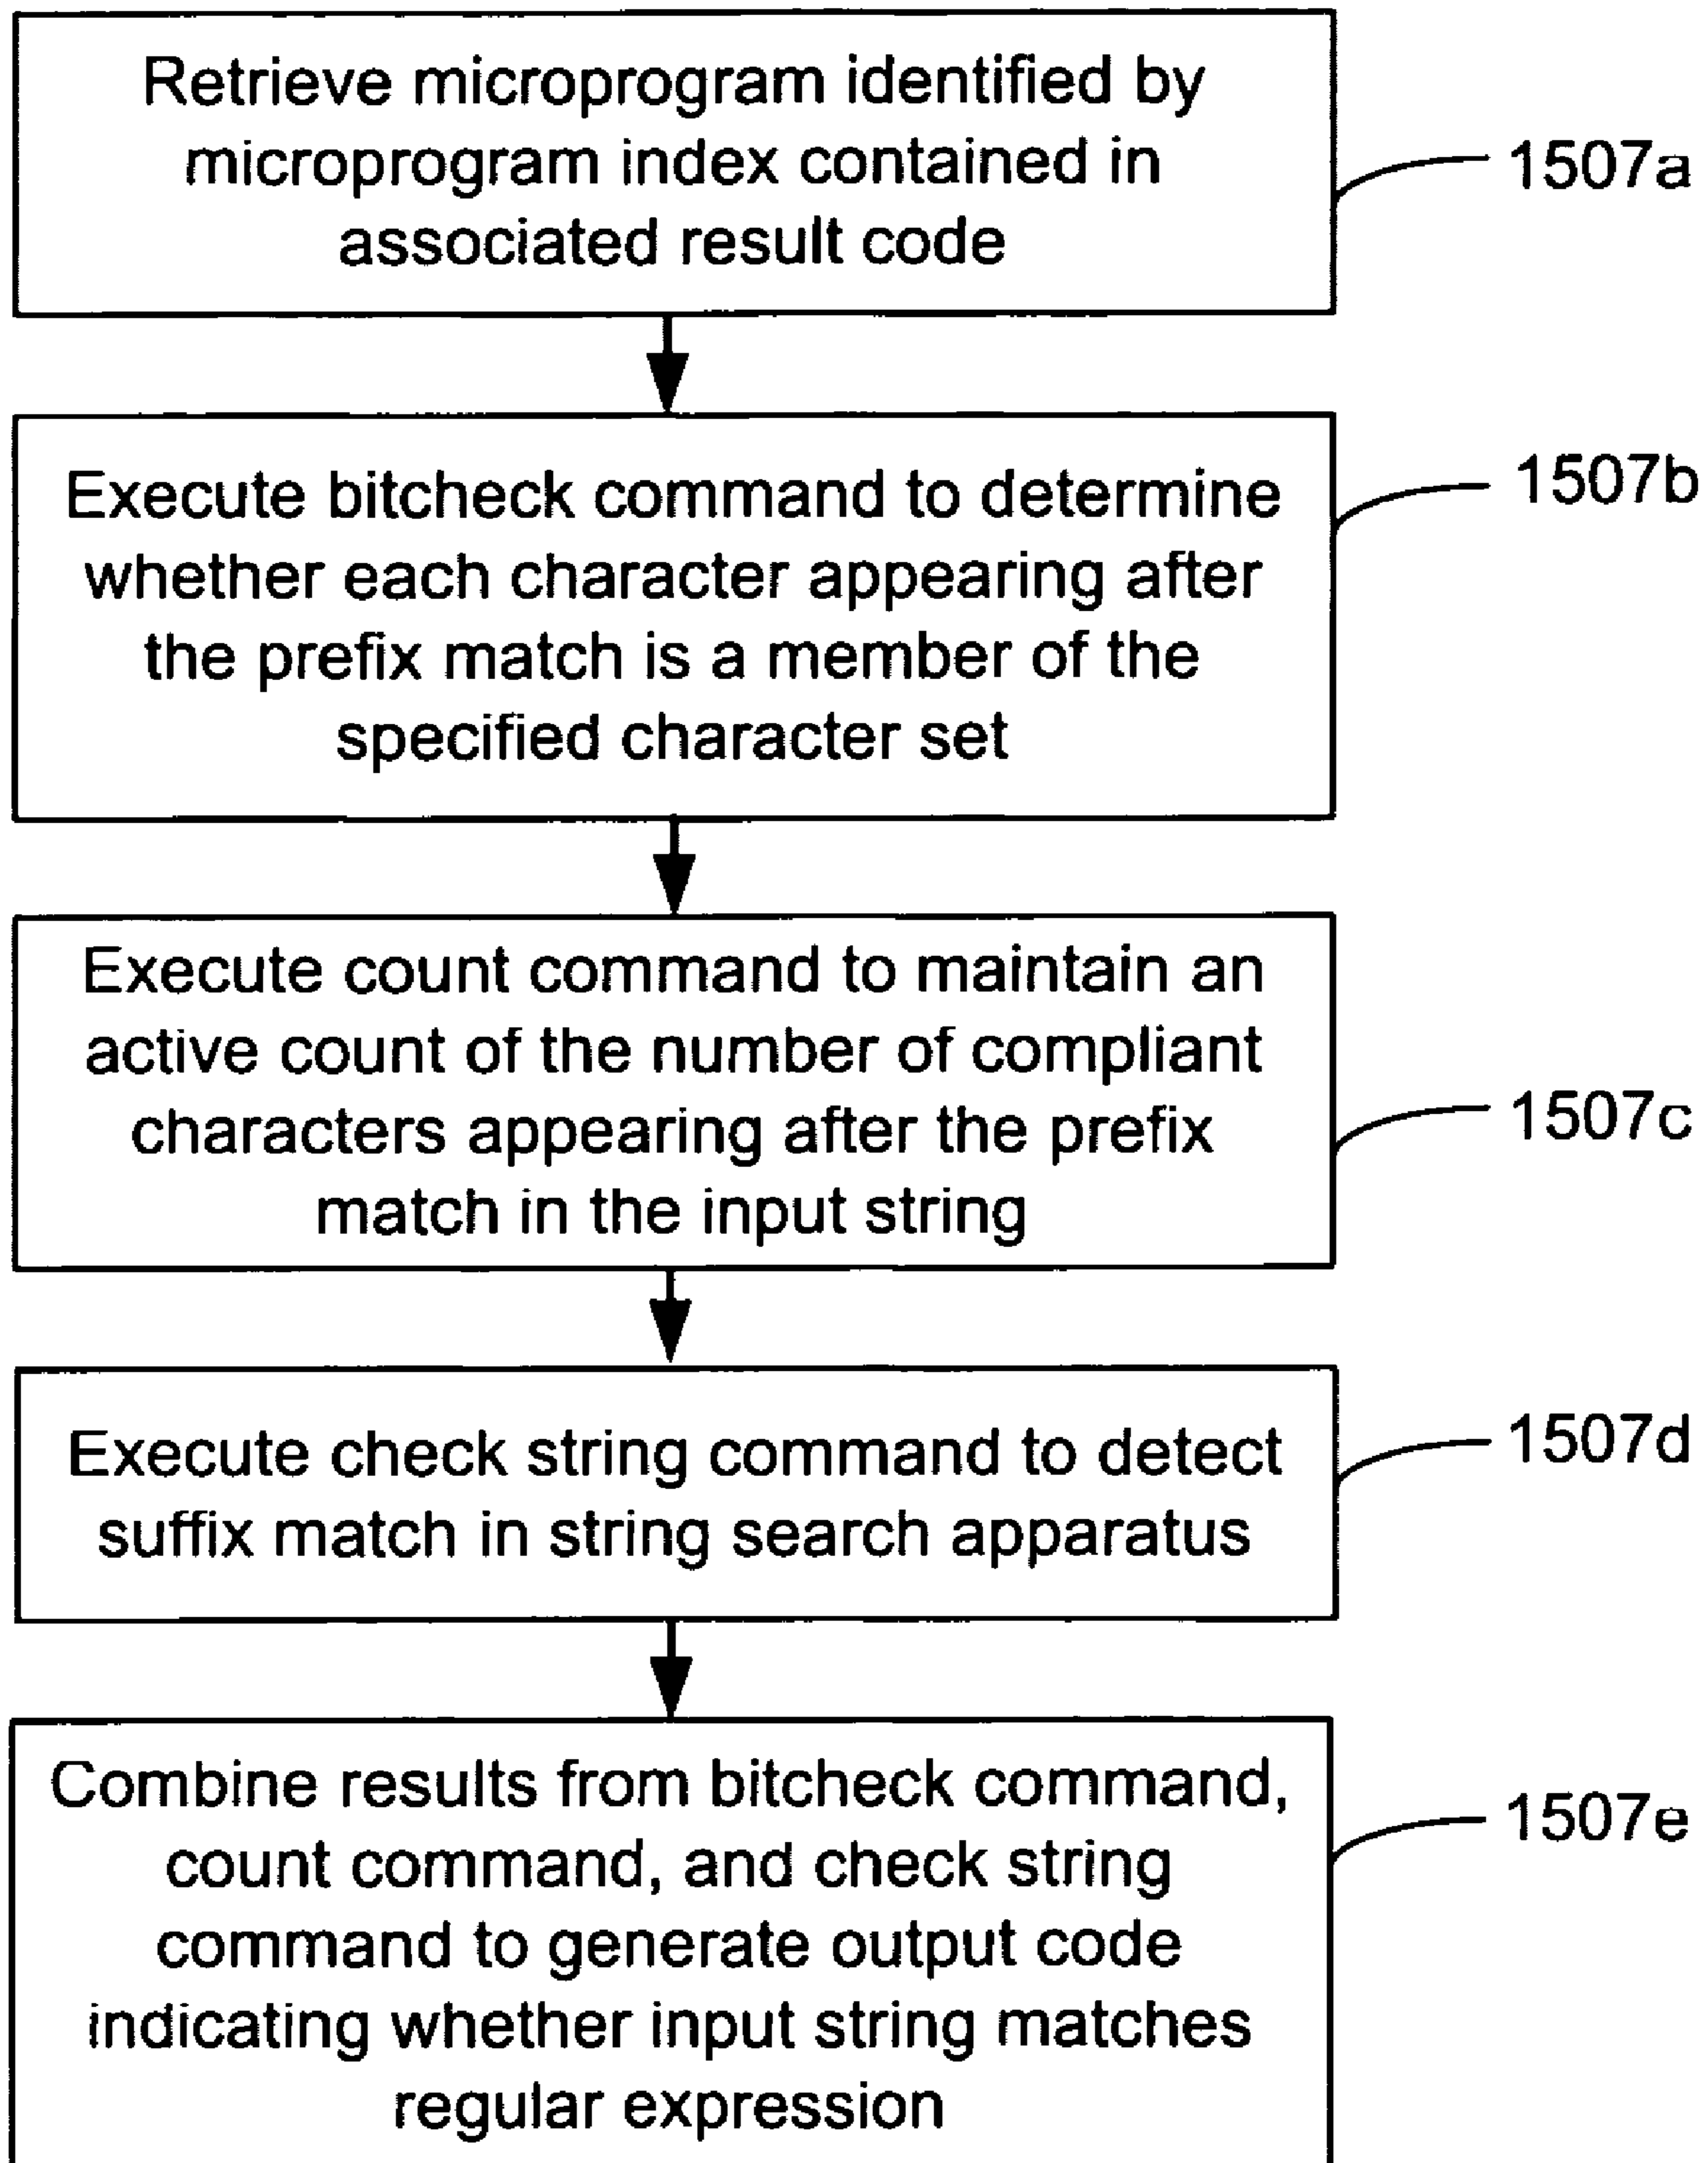 Retrieve microprogram identified by
microprogram index contained in
associated result code
1507a
Execute bitcheck command to determine
whether each character appearing after
the prefix match is a member of the
specified character set
1507b
Execute count command to maintain an
active count of the number of compliant
characters appearing after the prefix
match in the input string
1507c
Execute check string command to detect
suffix match in string search apparatus
1507d
Combine results from bitcheck command,
count command, and check string
command to generate output code
indicating whether input string matches
regular expression
1507e